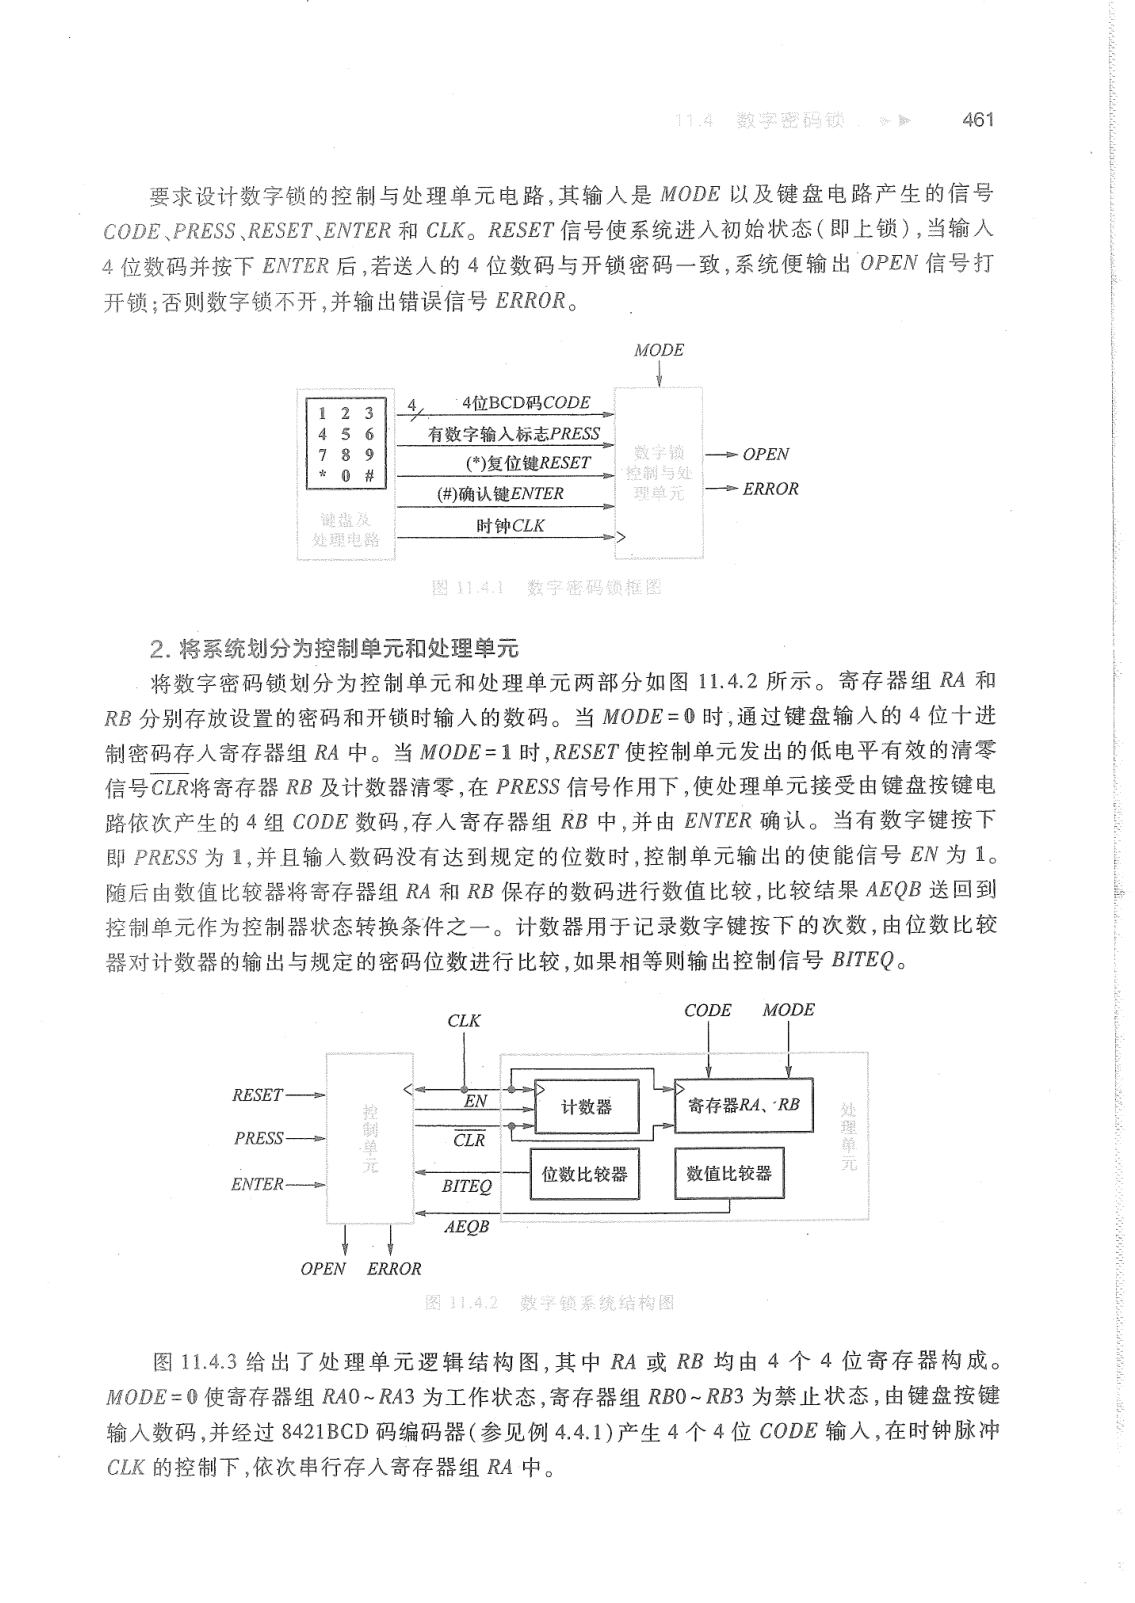 11.4 数字密码锁 461
要求设计数字锁的控制与处理单元电路,其输入是 MODE 以及键盘电路产生的信号
CODE、PRESS、RESET、ENTER 和 CLK。RESET 信号使系统进入初始状态(即上锁),当输入
4 位数码并按下 ENTER 后,若送入的 4 位数码与开锁密码一致,系统便输出 OPEN 信号打
开锁;否则数字锁不开,并输出错误信号 ERROR。
MODE
1 2 3
4 5 6
7 8 9
* 0 #
键盘及
处理电路
4 4位BCD码CODE
有数字输入标志PRESS
(*)复位键RESET
(#)确认键ENTER
时钟CLK
数字锁
控制与处
理单元
OPEN
ERROR
图 11.4.1 数字密码锁框图
2. 将系统划分为控制单元和处理单元
将数字密码锁划分为控制单元和处理单元两部分如图 11.4.2 所示。寄存器组 RA 和
RB 分别存放设置的密码和开锁时输入的数码。当 MODE=0 时,通过键盘输入的 4 位十进
制密码存入寄存器组 RA 中。当 MODE=1 时,RESET 使控制单元发出的低电平有效的清零
信号C̅L̅R̅将寄存器 RB 及计数器清零,在 PRESS 信号作用下,使处理单元接受由键盘按键电
路依次产生的 4 组 CODE 数码,存入寄存器组 RB 中,并由 ENTER 确认。当有数字键按下
即 PRESS 为 1,并且输入数码没有达到规定的位数时,控制单元输出的使能信号 EN 为 1。
随后由数值比较器将寄存器组 RA 和 RB 保存的数码进行数值比较,比较结果 AEQB 送回到
控制单元作为控制器状态转换条件之一。计数器用于记录数字键按下的次数,由位数比较
器对计数器的输出与规定的密码位数进行比较,如果相等则输出控制信号 BITEQ。
CLK
CODE MODE
RESET
PRESS
ENTER
控制单元
EN
C̅L̅R̅
BITEQ
AEQB
计数器
寄存器RA、RB
位数比较器
数值比较器
处理单元
OPEN ERROR
图 11.4.2 数字锁系统结构图
图 11.4.3 给出了处理单元逻辑结构图,其中 RA 或 RB 均由 4 个 4 位寄存器构成。
MODE=0 使寄存器组 RA0~RA3 为工作状态,寄存器组 RB0~RB3 为禁止状态,由键盘按键
输入数码,并经过 8421BCD 码编码器(参见例 4.4.1)产生 4 个 4 位 CODE 输入,在时钟脉冲
CLK 的控制下,依次串行存入寄存器组 RA 中。